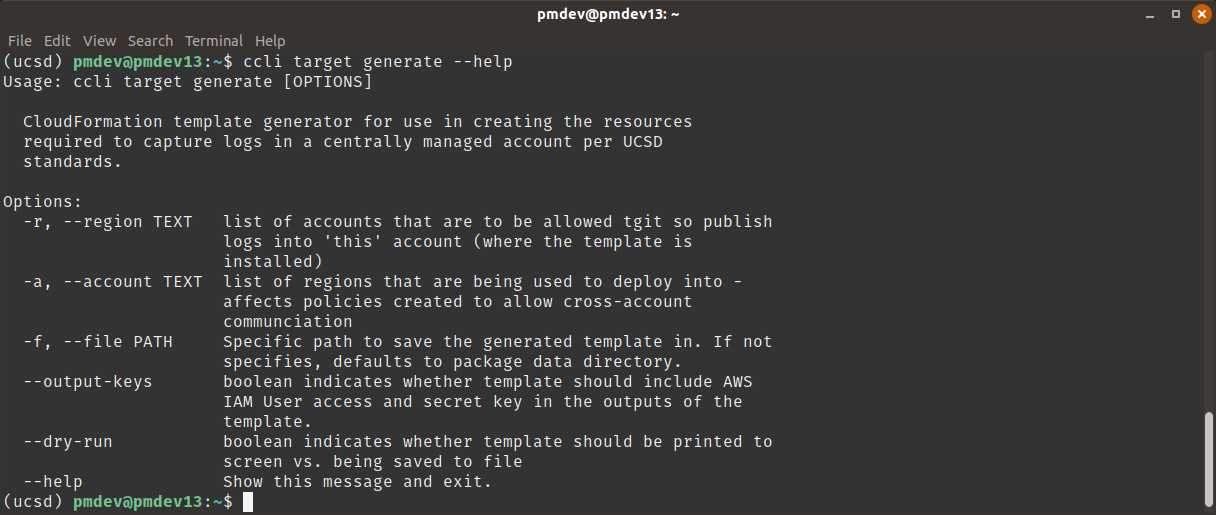 pmdev@pmdev13: ~
File Edit View Search Terminal Help
(ucsd) pmdev@pmdev13:~$ ccli target generate --help
Usage: ccli target generate [OPTIONS]
CloudFormation template generator for use in creating the resources
required to capture logs in a centrally managed account per UCSD
standards.
Options:
-r, --region TEXT list of accounts that are to be allowed tgit so publish
logs into 'this' account (where the template is
installed)
-a, --account TEXT list of regions that are being used to deploy into -
affects policies created to allow cross-account
communciation
-f, --file PATH Specific path to save the generated template in. If not
specifies, defaults to package data directory.
--output-keys boolean indicates whether template should include AWS
IAM User access and secret key in the outputs of the
template.
--dry-run boolean indicates whether template should be printed to
screen vs. being saved to file
--help Show this message and exit.
(ucsd) pmdev@pmdev13:~$